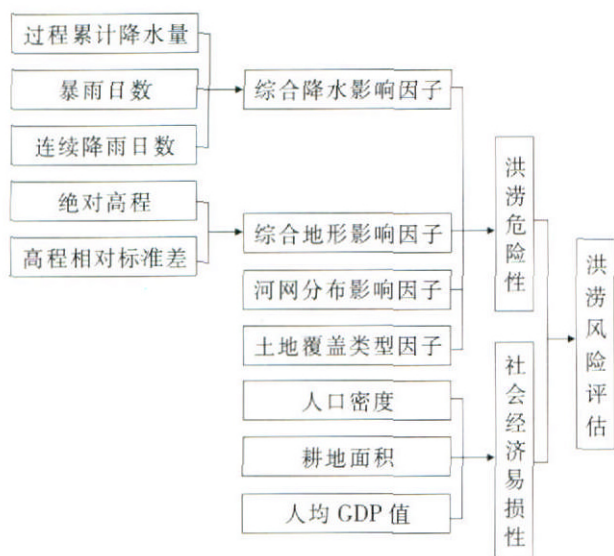 过程累计降水量
暴雨日数
连续降雨日数
绝对高程
高程相对标准差
综合降水影响因子
综合地形影响因子
河网分布影响因子
土地覆盖类型因子
人口密度
耕地面积
人均 GDP 值
洪涝危险性
社会经济易损性
洪涝风险评估